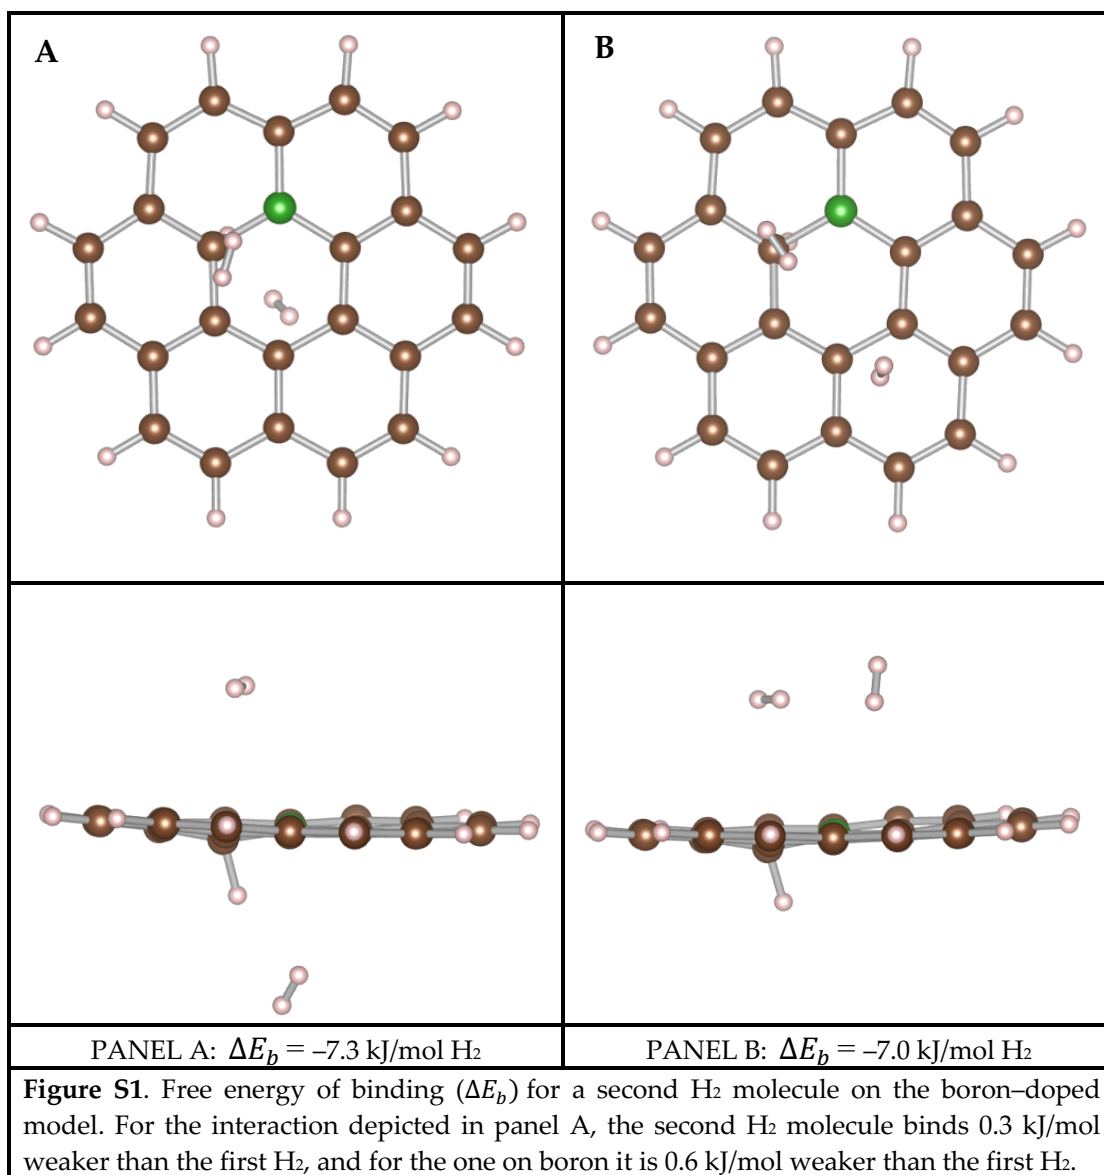 A
B
PANEL A: ΔE_b = –7.3 kJ/mol H₂
PANEL B: ΔE_b = –7.0 kJ/mol H₂
Figure S1. Free energy of binding (ΔE_b) for a second H₂ molecule on the boron–doped
model. For the interaction depicted in panel A, the second H₂ molecule binds 0.3 kJ/mol
weaker than the first H₂, and for the one on boron it is 0.6 kJ/mol weaker than the first H₂.